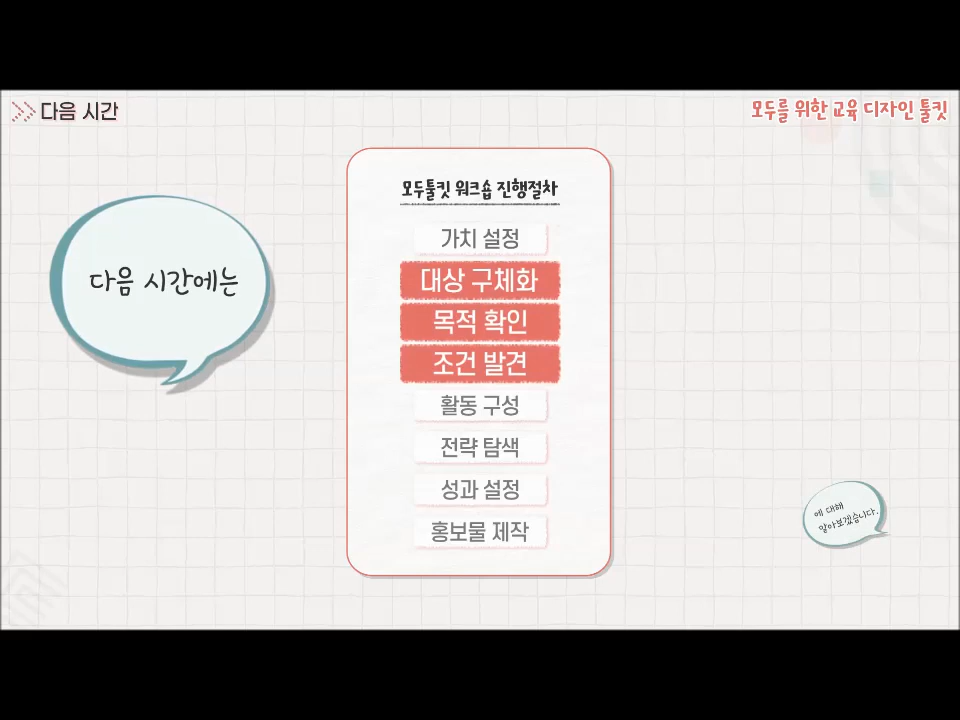 다음 시간
모두를 위한 교육 디자인 툴킷
다음 시간에는
모두툴킷 워크숍 진행절차
가치 설정
대상 구체화
목적 확인
조건 발견
활동 구성
전략 탐색
성과 설정
홍보물 제작
에 대해
알아보겠습니다.